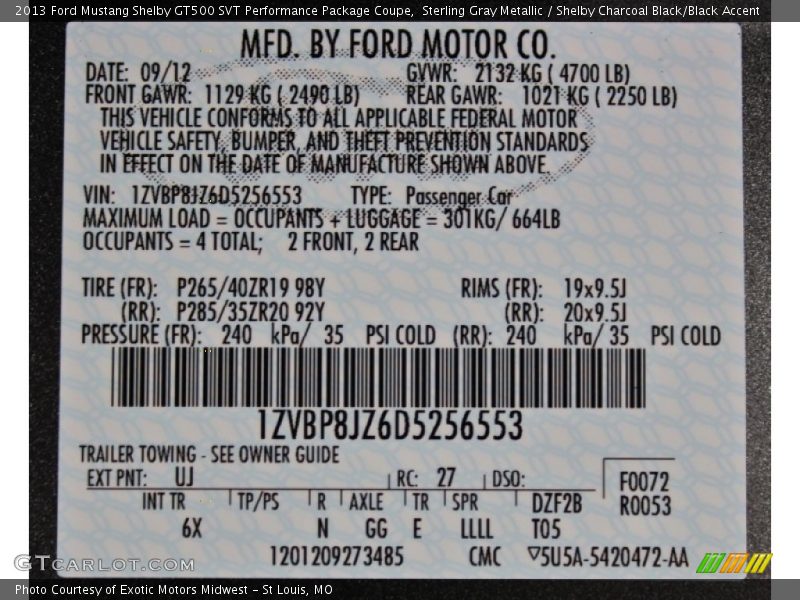 2013 Ford Mustang Shelby GT500 SVT Performance Package Coupe, Sterling Gray Metallic / Shelby Charcoal Black/Black Accent
MFD. BY FORD MOTOR CO.
DATE: 09/12 GVWR: 2132 KG ( 4700 LB)
FRONT GAWR: 1129 KG ( 2490 LB) REAR GAWR: 1021 KG ( 2250 LB)
THIS VEHICLE CONFORMS TO ALL APPLICABLE FEDERAL MOTOR
VEHICLE SAFETY, BUMPER, AND THEFT PREVENTION STANDARDS
IN EFFECT ON THE DATE OF MANUFACTURE SHOWN ABOVE.
VIN: 1ZVBP8JZ6D5256553 TYPE: Passenger Car
MAXIMUM LOAD = OCCUPANTS + LUGGAGE = 301KG/ 664LB
OCCUPANTS = 4 TOTAL; 2 FRONT, 2 REAR
TIRE (FR): P265/40ZR19 98Y RIMS (FR): 19x9.5J
(RR): P285/35ZR20 92Y (RR): 20x9.5J
PRESSURE (FR): 240 kPa/ 35 PSI COLD (RR): 240 kPa/ 35 PSI COLD
1ZVBP8JZ6D5256553
TRAILER TOWING - SEE OWNER GUIDE
EXT PNT: UJ RC: 27 DSO: F0072
INT TR TP/PS R AXLE TR SPR DZF2B R0053
6X N GG E LLLL T05
1201209273485 CMC ▽5U5A-5420472-AA
GTCarLot.com
Photo Courtesy of Exotic Motors Midwest – St Louis, MO